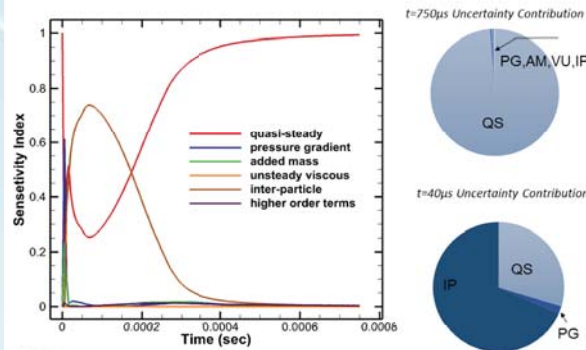 t=750µs Uncertainty Contribution
PG,AM,VU,IP
QS
t=40µs Uncertainty Contribution
IP
QS
PG
Sensetivity Index
1
0.8
0.6
0.4
0.2
0
quasi-steady
pressure gradient
added mass
unsteady viscous
inter-particle
higher order terms
0
0.0002
0.0004
0.0006
0.0008
Time (sec)